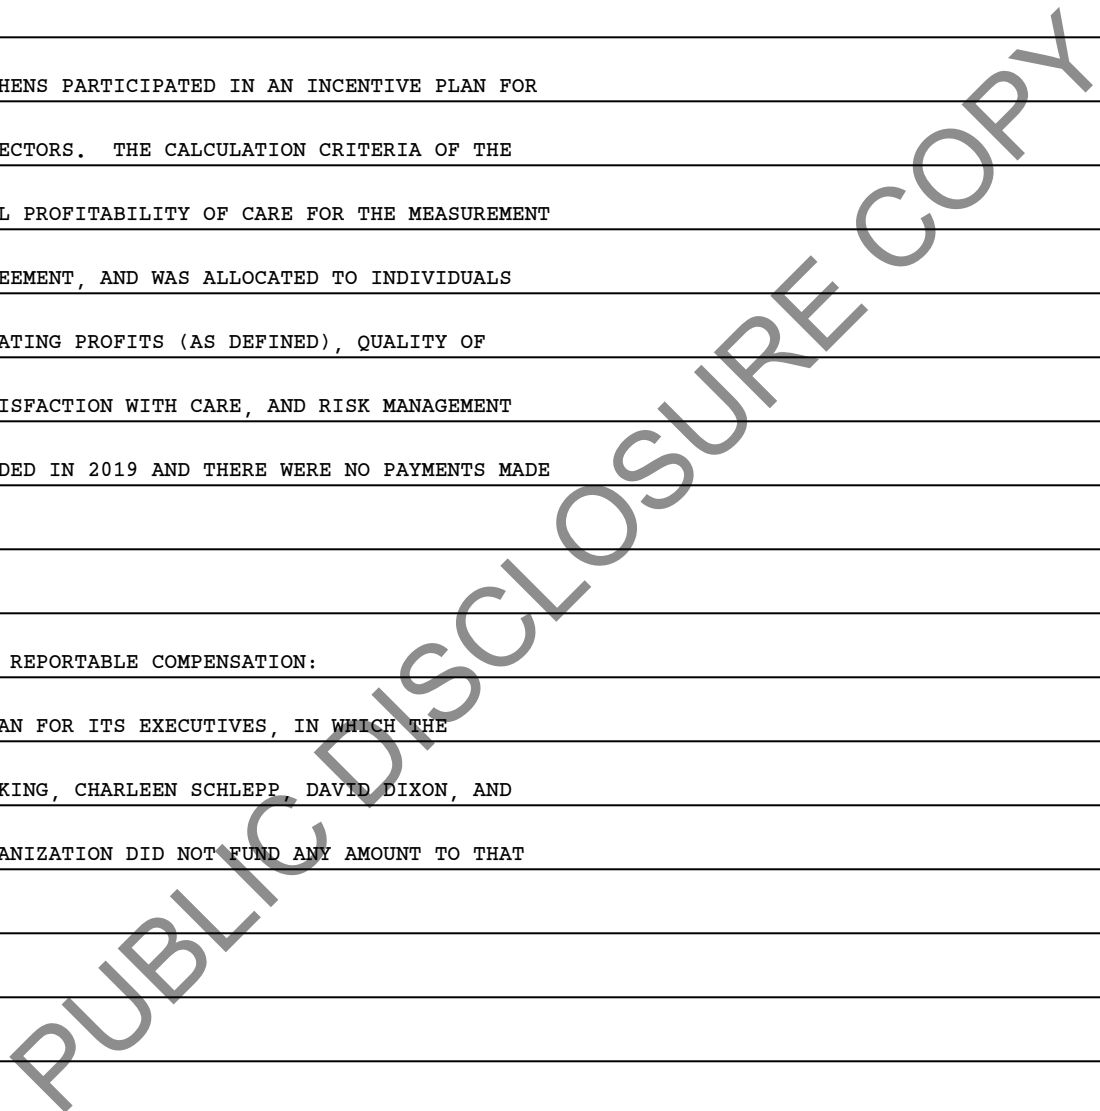 HENS PARTICIPATED IN AN INCENTIVE PLAN FOR
ECTORS.  THE CALCULATION CRITERIA OF THE
L PROFITABILITY OF CARE FOR THE MEASUREMENT
EEMENT, AND WAS ALLOCATED TO INDIVIDUALS
ATING PROFITS (AS DEFINED), QUALITY OF
ISFACTION WITH CARE, AND RISK MANAGEMENT
DED IN 2019 AND THERE WERE NO PAYMENTS MADE
REPORTABLE COMPENSATION:
AN FOR ITS EXECUTIVES, IN WHICH THE
KING, CHARLEEN SCHLEPP, DAVID DIXON, AND
ANIZATION DID NOT FUND ANY AMOUNT TO THAT
PUBLIC DISCLOSURE COPY